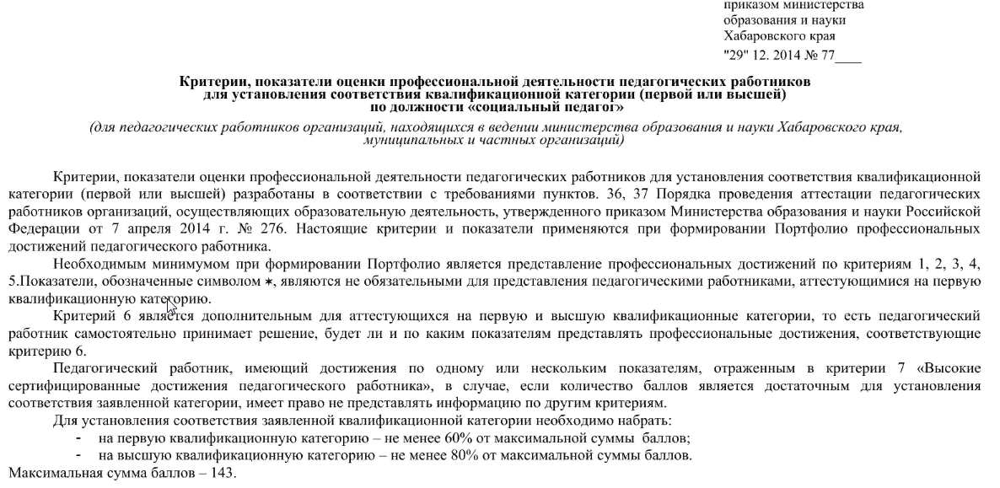 приказом министерства
образования и науки
Хабаровского края
"29" 12. 2014 № 77____
Критерии, показатели оценки профессиональной деятельности педагогических работников
для установления соответствия квалификационной категории (первой или высшей)
по должности «социальный педагог»
(для педагогических работников организаций, находящихся в ведении министерства образования и науки Хабаровского края,
муниципальных и частных организаций)
Критерии, показатели оценки профессиональной деятельности педагогических работников для установления соответствия квалификационной
категории (первой или высшей) разработаны в соответствии с требованиями пунктов. 36, 37 Порядка проведения аттестации педагогических
работников организаций, осуществляющих образовательную деятельность, утвержденного приказом Министерства образования и науки Российской
Федерации от 7 апреля 2014 г. № 276. Настоящие критерии и показатели применяются при формировании Портфолио профессиональных
достижений педагогического работника.
Необходимым минимумом при формировании Портфолио является представление профессиональных достижений по критериям 1, 2, 3, 4,
5.Показатели, обозначенные символом ∗, являются не обязательными для представления педагогическими работниками, аттестующимися на первую
квалификационную категорию.
Критерий 6 является дополнительным для аттестующихся на первую и высшую квалификационные категории, то есть педагогический
работник самостоятельно принимает решение, будет ли и по каким показателям представлять профессиональные достижения, соответствующие
критерию 6.
Педагогический работник, имеющий достижения по одному или нескольким показателям, отраженным в критерии 7 «Высокие
сертифицированные достижения педагогического работника», в случае, если количество баллов является достаточным для установления
соответствия заявленной категории, имеет право не представлять информацию по другим критериям.
Для установления соответствия заявленной квалификационной категории необходимо набрать:
- на первую квалификационную категорию – не менее 60% от максимальной суммы баллов;
- на высшую квалификационную категорию – не менее 80% от максимальной суммы баллов.
Максимальная сумма баллов – 143.